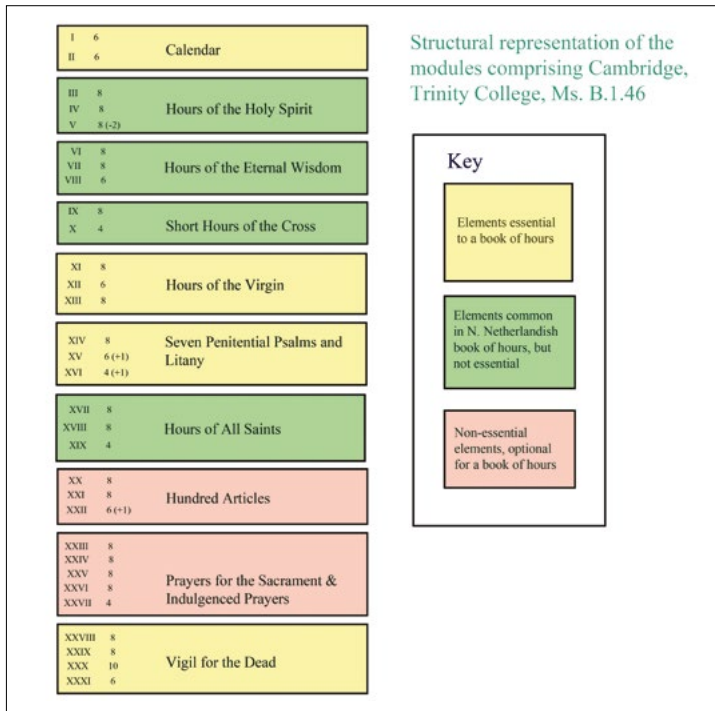 I 6
II 6
Calendar
III 8
IV 8
V 8 (-2)
Hours of the Holy Spirit
VI 8
VII 8
VIII 6
Hours of the Eternal Wisdom
IX 8
X 4
Short Hours of the Cross
XI 8
XII 6
XIII 8
Hours of the Virgin
XIV 8
XV 6 (+1)
XVI 4 (+1)
Seven Penitential Psalms and
Litany
XVII 8
XVIII 8
XIX 4
Hours of All Saints
XX 8
XXI 8
XXII 6 (+1)
Hundred Articles
XXIII 8
XXIV 8
XXV 8
XXVI 8
XXVII 4
Prayers for the Sacrament &
Indulgenced Prayers
XXVIII 8
XXIX 8
XXX 10
XXXI 6
Vigil for the Dead
Structural representation of the
modules comprising Cambridge,
Trinity College, Ms. B.1.46
Key
Elements essential
to a book of hours
Elements common
in N. Netherlandish
book of hours, but
not essential
Non-essential
elements, optional
for a book of hours